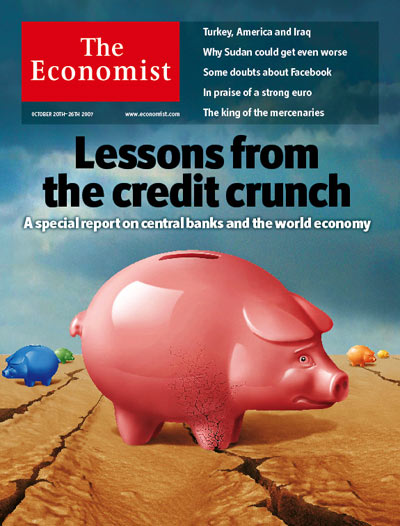 The
Economist
OCTOBER 20TH–26TH 2007
www.economist.com
Turkey, America and Iraq
Why Sudan could get even worse
Some doubts about Facebook
In praise of a strong euro
The king of the mercenaries
Lessons from
the credit crunch
A special report on central banks and the world economy